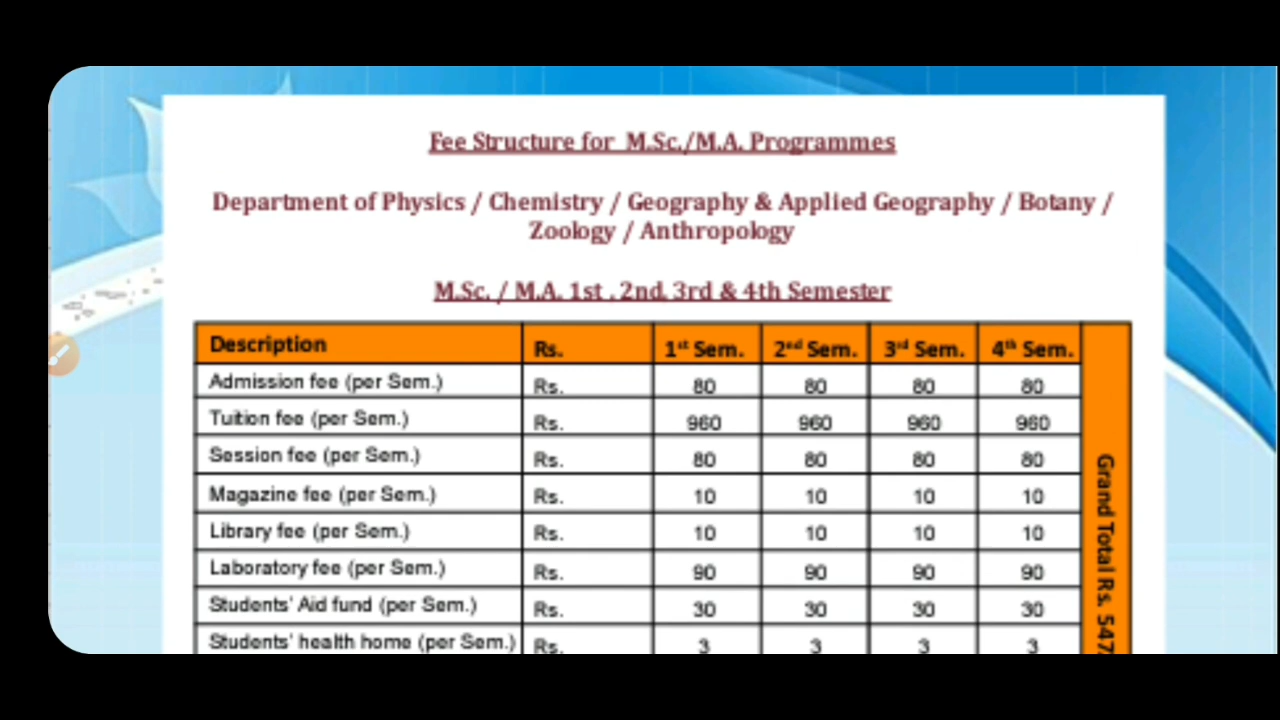 Fee Structure for M.Sc./M.A. Programmes
Department of Physics / Chemistry / Geography & Applied Geography / Botany /
Zoology / Anthropology
M.Sc. / M.A. 1st , 2nd, 3rd & 4th Semester
Description Rs. 1st Sem. 2nd Sem. 3rd Sem. 4th Sem.
Admission fee (per Sem.) Rs. 80 80 80 80
Tuition fee (per Sem.) Rs. 960 960 960 960
Session fee (per Sem.) Rs. 80 80 80 80
Magazine fee (per Sem.) Rs. 10 10 10 10
Library fee (per Sem.) Rs. 10 10 10 10
Laboratory fee (per Sem.) Rs. 90 90 90 90
Students' Aid fund (per Sem.) Rs. 30 30 30 30
Students' health home (per Sem.) Rs. 3 3 3 3
Grand Total Rs.